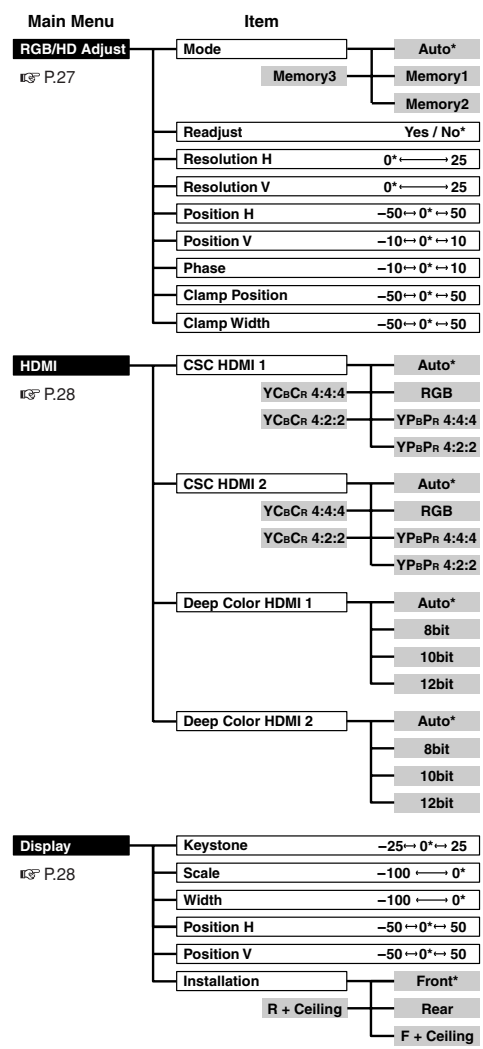 Main Menu Item
RGB/HD Adjust Mode Auto*
☞ P.27 Memory3 Memory1
Memory2
Readjust Yes / No*
Resolution H 0*⟷25
Resolution V 0*⟷25
Position H –50↔0*↔50
Position V –10↔0*↔10
Phase –10↔0*↔10
Clamp Position –50↔0*↔50
Clamp Width –50↔0*↔50
HDMI CSC HDMI 1 Auto*
☞ P.28 YCBCR 4:4:4 RGB
YCBCR 4:2:2 YPBPR 4:4:4
YPBPR 4:2:2
CSC HDMI 2 Auto*
YCBCR 4:4:4 RGB
YCBCR 4:2:2 YPBPR 4:4:4
YPBPR 4:2:2
Deep Color HDMI 1 Auto*
8bit
10bit
12bit
Deep Color HDMI 2 Auto*
8bit
10bit
12bit
Display Keystone –25↔0*↔25
☞ P.28 Scale –100⟷0*
Width –100⟷0*
Position H –50↔0*↔50
Position V –50↔0*↔50
Installation Front*
R + Ceiling Rear
F + Ceiling